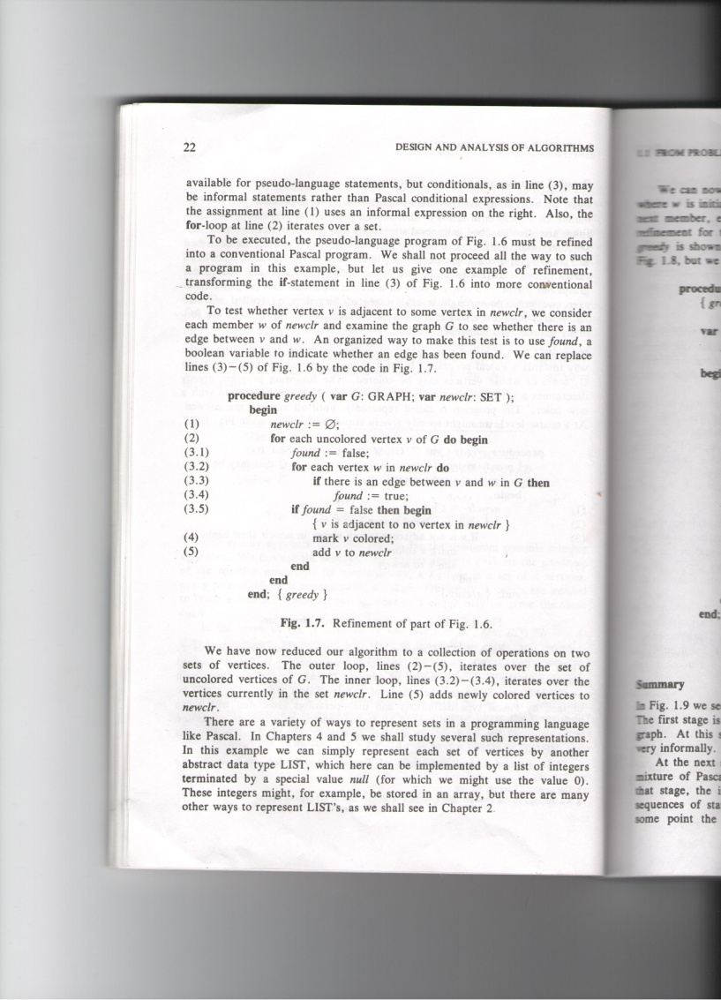 22 DESIGN AND ANALYSIS OF ALGORITHMS
available for pseudo-language statements, but conditionals, as in line (3), may
be informal statements rather than Pascal conditional expressions. Note that
the assignment at line (1) uses an informal expression on the right. Also, the
for-loop at line (2) iterates over a set.
To be executed, the pseudo-language program of Fig. 1.6 must be refined
into a conventional Pascal program. We shall not proceed all the way to such
a program in this example, but let us give one example of refinement,
transforming the if-statement in line (3) of Fig. 1.6 into more conventional
code.
To test whether vertex v is adjacent to some vertex in newclr, we consider
each member w of newclr and examine the graph G to see whether there is an
edge between v and w. An organized way to make this test is to use found, a
boolean variable to indicate whether an edge has been found. We can replace
lines (3)–(5) of Fig. 1.6 by the code in Fig. 1.7.
procedure greedy ( var G: GRAPH; var newclr: SET );
begin
(1) newclr := ∅;
(2) for each uncolored vertex v of G do begin
(3.1) found := false;
(3.2) for each vertex w in newclr do
(3.3) if there is an edge between v and w in G then
(3.4) found := true;
(3.5) if found = false then begin
{ v is adjacent to no vertex in newclr }
(4) mark v colored;
(5) add v to newclr
end
end
end; { greedy }
Fig. 1.7. Refinement of part of Fig. 1.6.
We have now reduced our algorithm to a collection of operations on two
sets of vertices. The outer loop, lines (2)–(5), iterates over the set of
uncolored vertices of G. The inner loop, lines (3.2)–(3.4), iterates over the
vertices currently in the set newclr. Line (5) adds newly colored vertices to
newclr.
There are a variety of ways to represent sets in a programming language
like Pascal. In Chapters 4 and 5 we shall study several such representations.
In this example we can simply represent each set of vertices by another
abstract data type LIST, which here can be implemented by a list of integers
terminated by a special value null (for which we might use the value 0).
These integers might, for example, be stored in an array, but there are many
other ways to represent LIST's, as we shall see in Chapter 2.
FROM PROBL
We can now
where w is initi
next member, e
refinement for
greedy is shown
Fig. 1.8, but we
procedu
{ gr
var
begi
end;
Summary
In Fig. 1.9 we se
The first stage is
graph. At this s
very informally.
At the next
mixture of Pasca
that stage, the i
sequences of sta
some point the